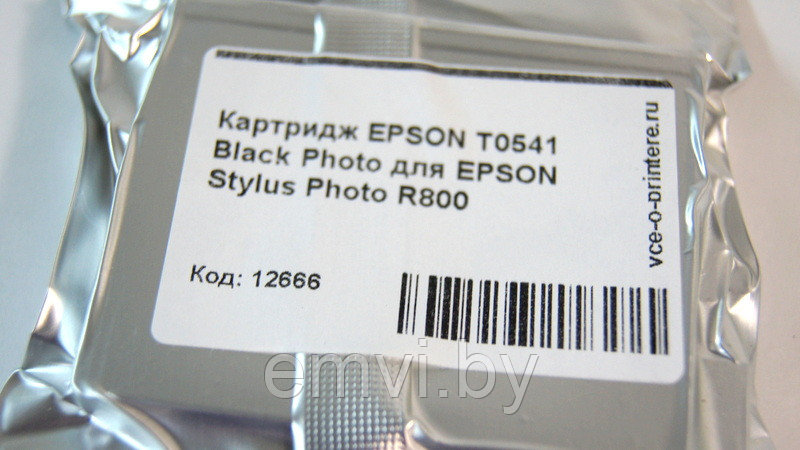 Картридж EPSON T0541
Black Photo для EPSON
Stylus Photo R800
Код: 12666
vce-o-printere.ru
emvi.by